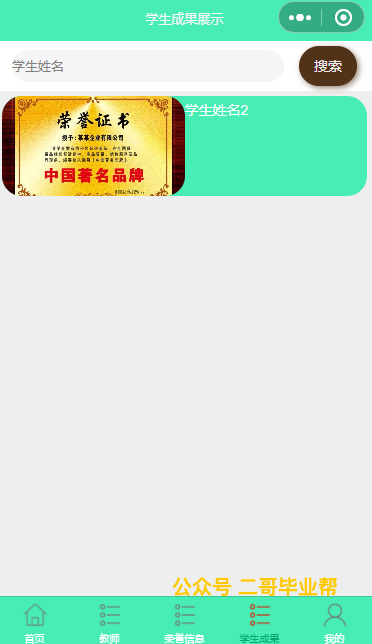 学生成果展示
学生姓名
搜索
荣誉证书
授予:某某企业有限公司
中国著名品牌
学生姓名2
公众号 二哥毕业帮
首页
教师
荣誉信息
学生成果
我的